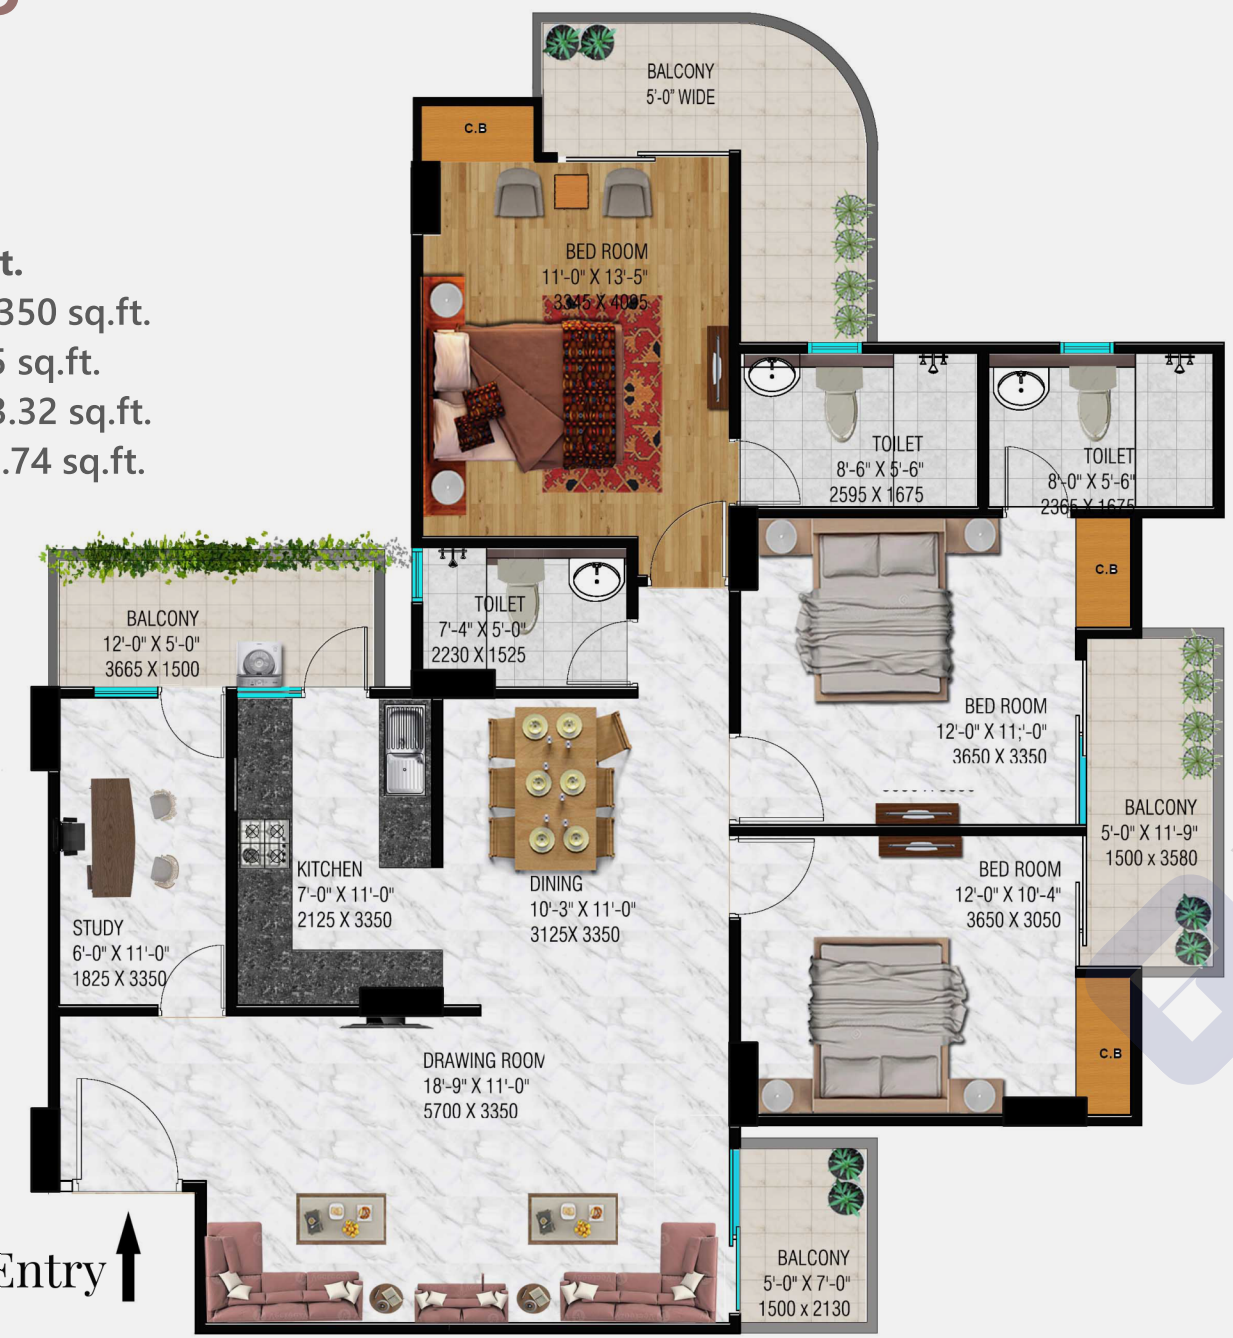 BALCONY
5'-0" WIDE
C.B
t.
350 sq.ft.
5 sq.ft.
3.32 sq.ft.
.74 sq.ft.
BED ROOM
11'-0" X 13'-5"
3345 X 4095
TOILET
8'-6" X 5'-6"
2595 X 1675
TOILET
8'-0" X 5'-6"
2365 X 1675
C.B
BALCONY
12'-0" X 5'-0"
3665 X 1500
TOILET
7'-4" X 5'-0"
2230 X 1525
BED ROOM
12'-0" X 11;'-0"
3650 X 3350
BALCONY
5'-0" X 11'-9"
1500 x 3580
KITCHEN
7'-0" X 11'-0"
2125 X 3350
DINING
10'-3" X 11'-0"
3125X 3350
BED ROOM
12'-0" X 10'-4"
3650 X 3050
STUDY
6'-0" X 11'-0"
1825 X 3350
DRAWING ROOM
18'-9" X 11'-0"
5700 X 3350
C.B
Entry
BALCONY
5'-0" X 7'-0"
1500 x 2130